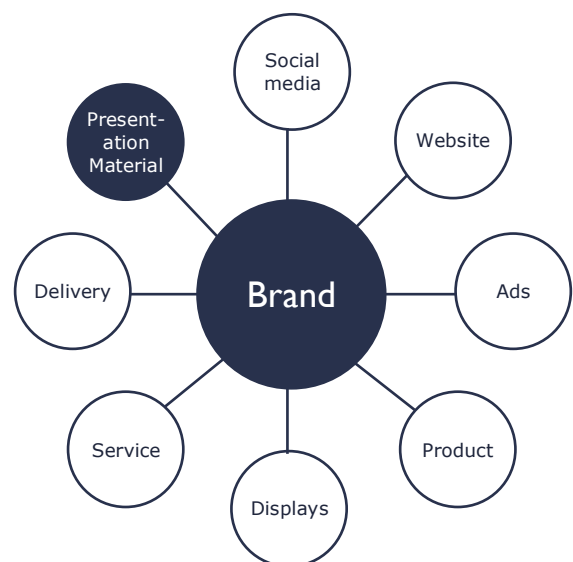 Social
media
Present-
ation
Material
Website
Delivery
Brand
Ads
Service
Product
Displays